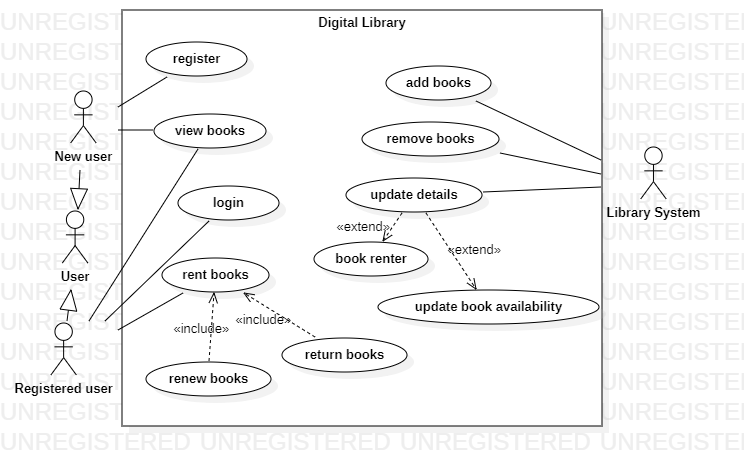 Digital Library
register
add books
New user
view books
remove books
Library System
login
update details
User
«extend»
book renter
«extend»
rent books
update book availability
«include»
«include»
Registered user
return books
renew books
UNREGISTERED UNREGISTERED UNREGISTERED UNREGISTERED